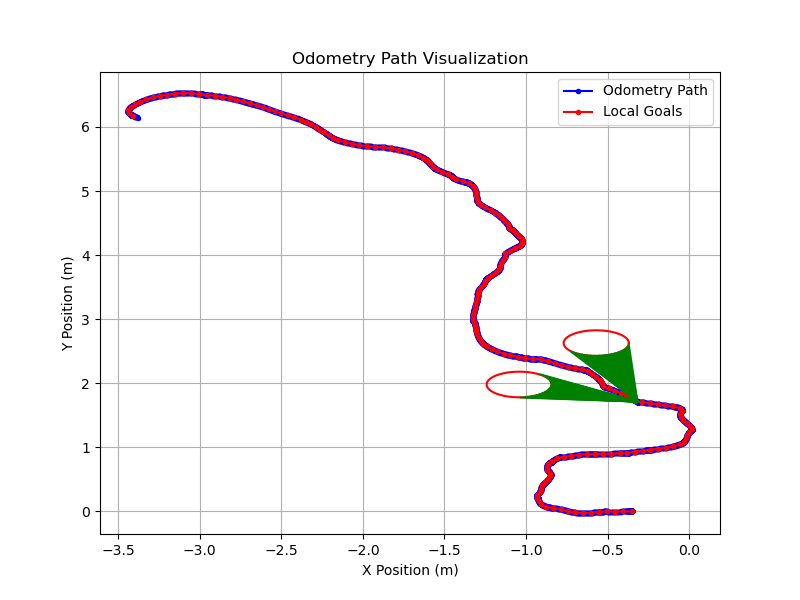 Odometry Path Visualization
Odometry Path
Local Goals
Y Position (m)
6
5
4
3
2
1
0
−3.5 −3.0 −2.5 −2.0 −1.5 −1.0 −0.5 0.0
X Position (m)